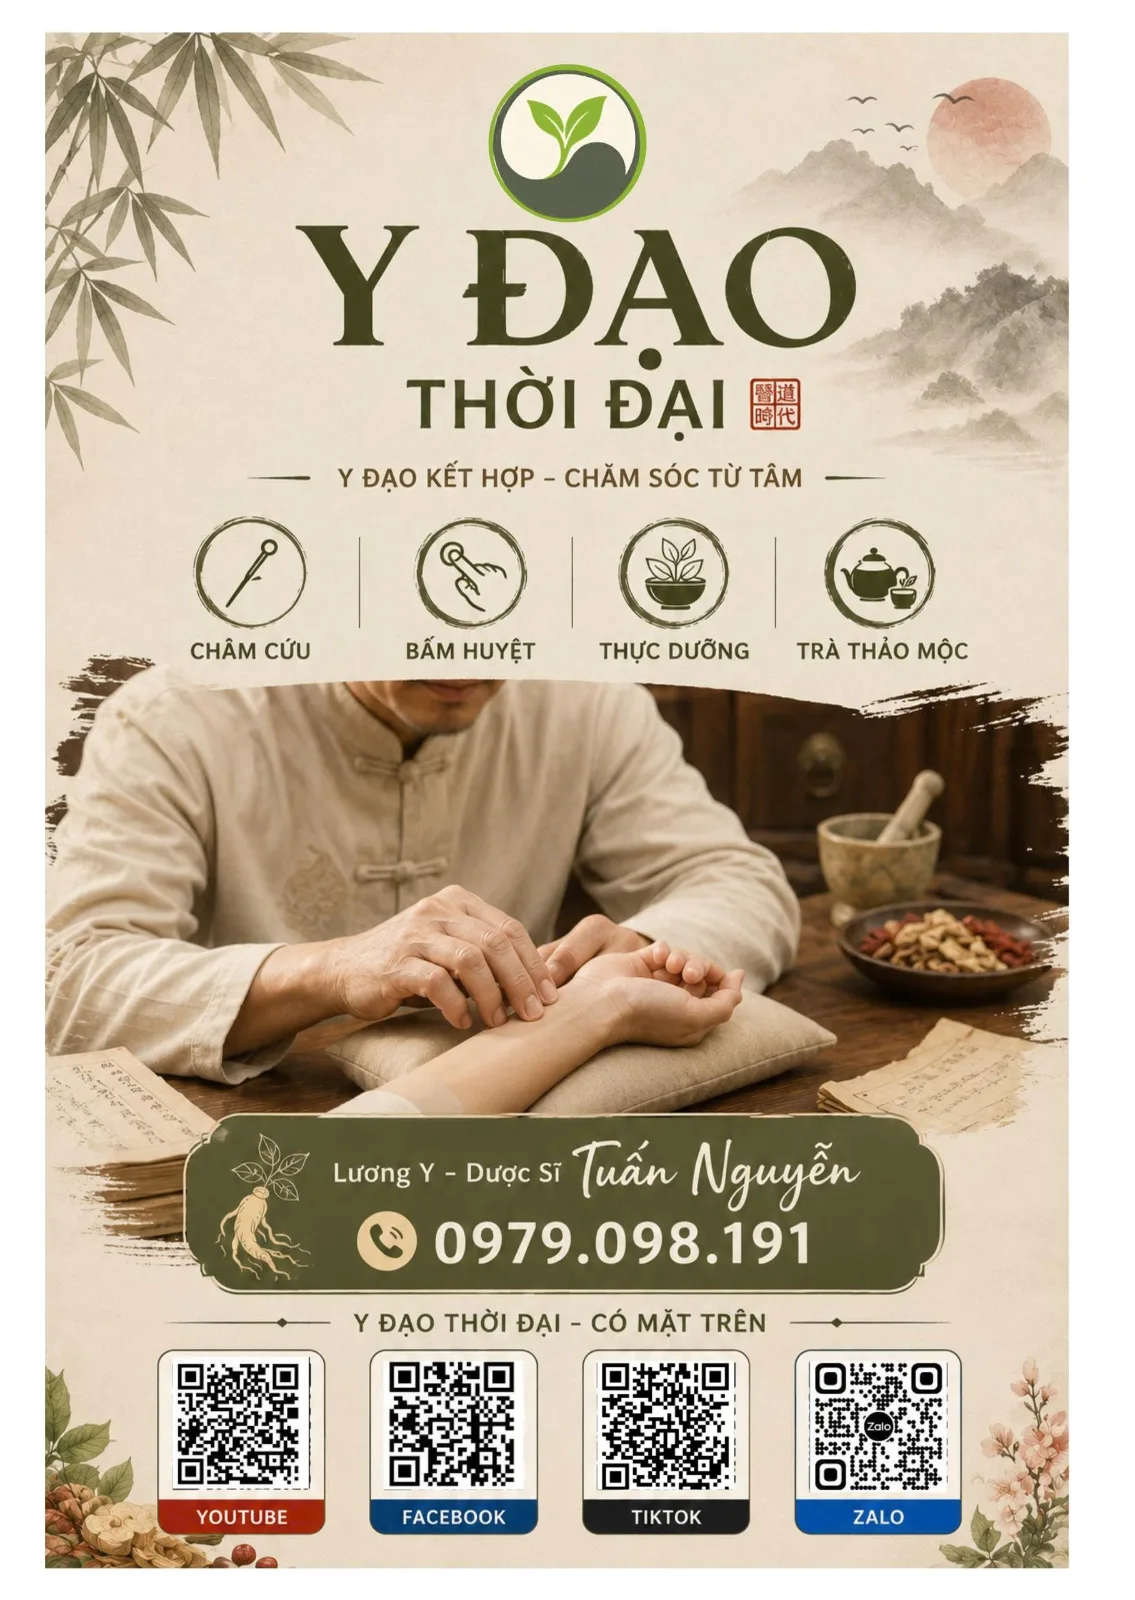 Y ĐẠO
THỜI ĐẠI
醫道
時代
Y ĐẠO KẾT HỢP – CHĂM SÓC TỪ TÂM
CHÂM CỨU
BẤM HUYỆT
THỰC DƯỠNG
TRÀ THẢO MỘC
Lương Y – Dược Sĩ Tuấn Nguyễn
0979.098.191
Y ĐẠO THỜI ĐẠI – CÓ MẶT TRÊN
Zalo
YOUTUBE
FACEBOOK
TIKTOK
ZALO